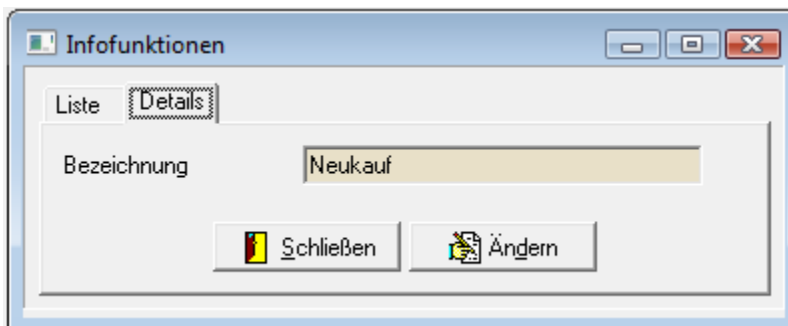 Infofunktionen
Liste Details
Bezeichnung Neukauf
Schließen Ändern